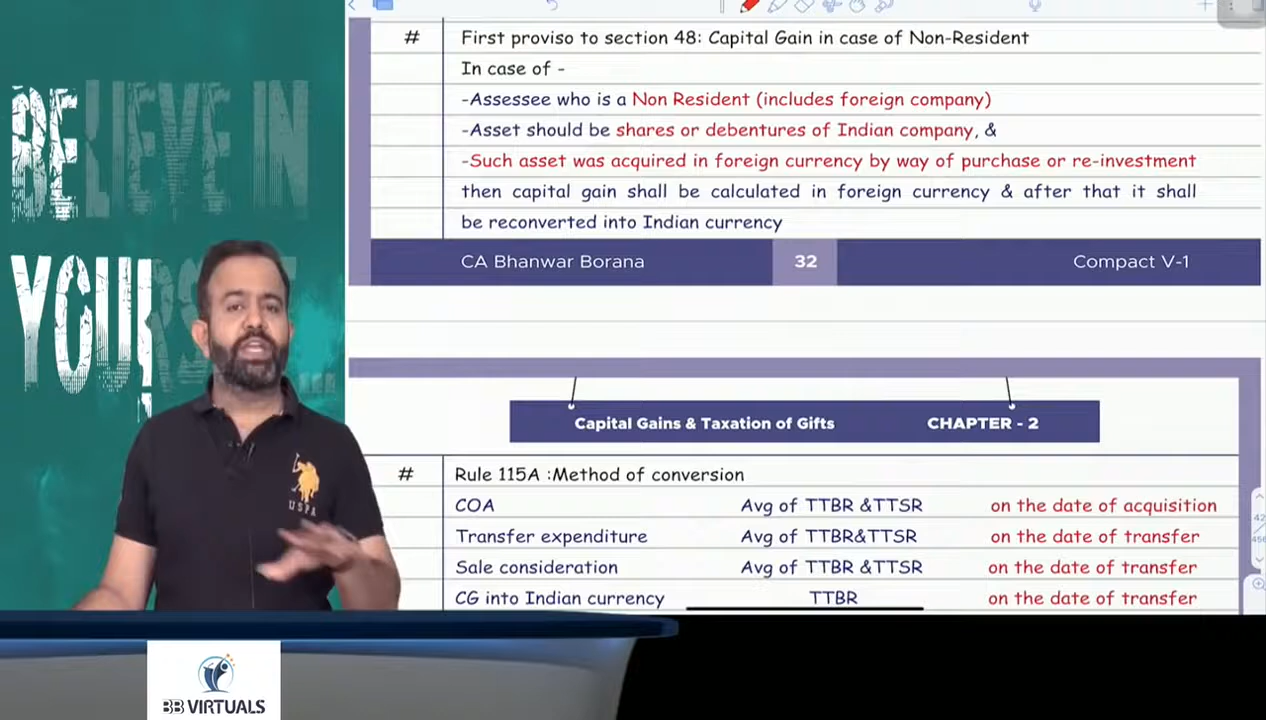 BELIEVE IN
YOURS
# First proviso to section 48: Capital Gain in case of Non-Resident
In case of -
-Assessee who is a Non Resident (includes foreign company)
-Asset should be shares or debentures of Indian company, &
-Such asset was acquired in foreign currency by way of purchase or re-investment
then capital gain shall be calculated in foreign currency & after that it shall
be reconverted into Indian currency
CA Bhanwar Borana 32 Compact V-1
Capital Gains & Taxation of Gifts CHAPTER - 2
# Rule 115A :Method of conversion
COA Avg of TTBR &TTSR on the date of acquisition
Transfer expenditure Avg of TTBR&TTSR on the date of transfer
Sale consideration Avg of TTBR &TTSR on the date of transfer
CG into Indian currency TTBR on the date of transfer
USPA
BB VIRTUALS